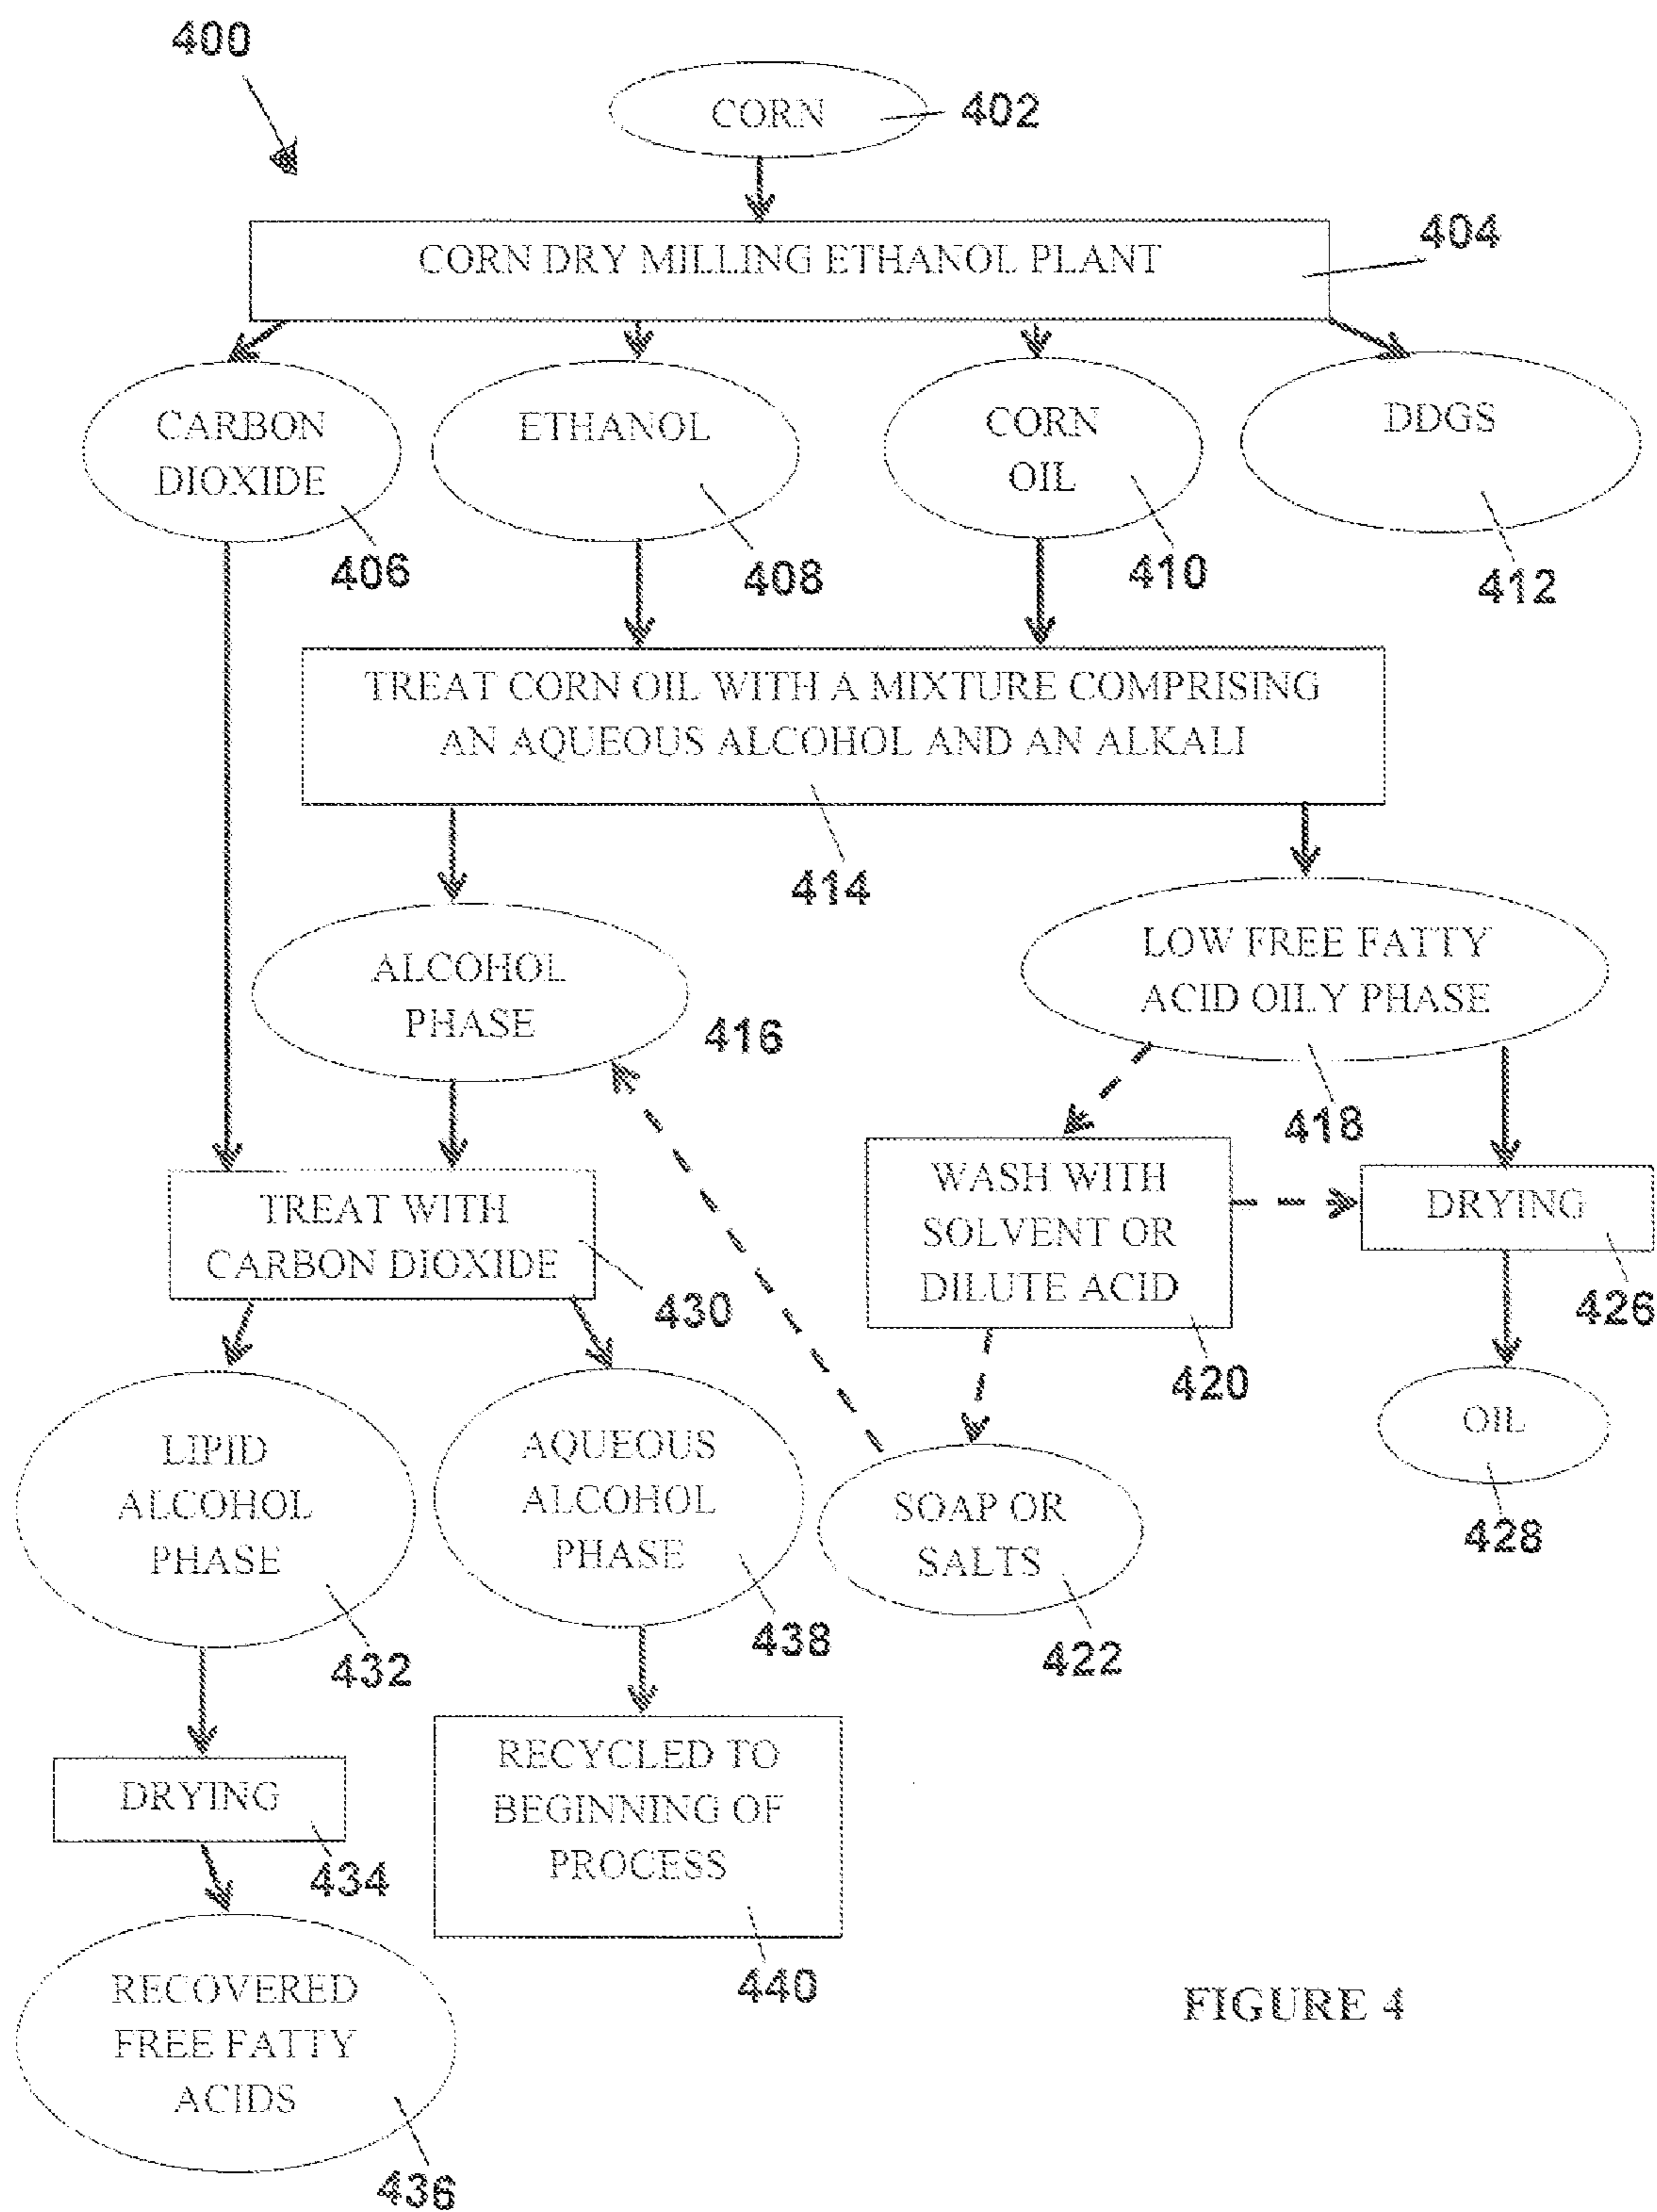 400
CORN
402
CORN DRY MILLING ETHANOL PLANT
404
CARBON
DIOXIDE
406
ETHANOL
408
CORN
OIL
410
DDGS
412
TREAT CORN OIL WITH A MIXTURE COMPRISING
AN AQUEOUS ALCOHOL AND AN ALKALI
414
ALCOHOL
PHASE
416
LOW FREE FATTY
ACID OILY PHASE
418
TREAT WITH
CARBON DIOXIDE
430
WASH WITH
SOLVENT OR
DILUTE ACID
420
DRYING
426
LIPID
ALCOHOL
PHASE
432
AQUEOUS
ALCOHOL
PHASE
438
SOAP OR
SALTS
422
OIL
428
DRYING
434
RECYCLED TO
BEGINNING OF
PROCESS
440
RECOVERED
FREE FATTY
ACIDS
436
FIGURE 4